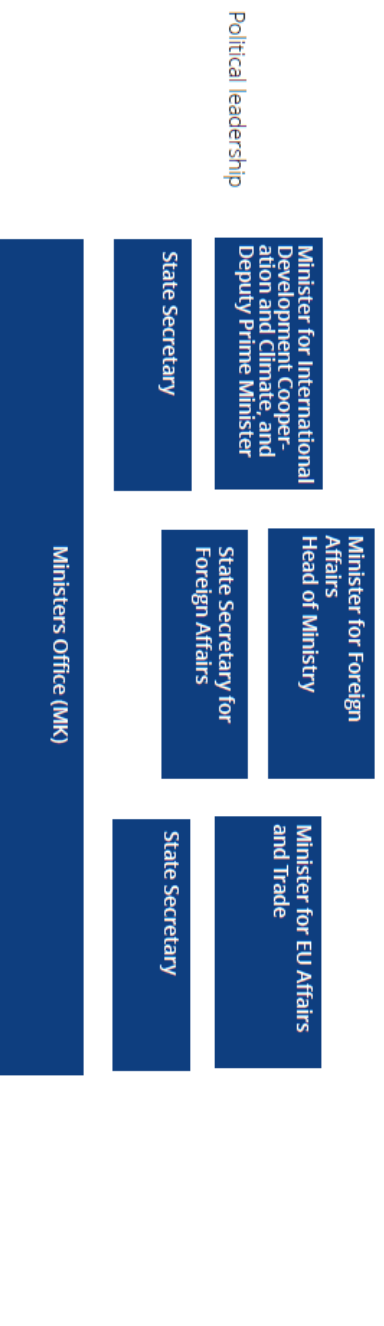 Political leadership
Minister for Foreign
Affairs
Head of Ministry
Minister for International
Development Cooper-
ation and Climate, and
Deputy Prime Minister
Minister for EU Affairs
and Trade
State Secretary for
Foreign Affairs
State Secretary
State Secretary
Ministers Office (MK)